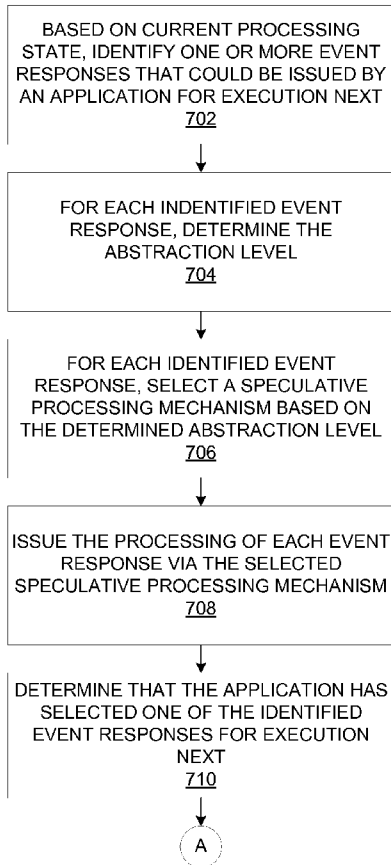 BASED ON CURRENT PROCESSING
STATE, IDENTIFY ONE OR MORE EVENT
RESPONSES THAT COULD BE ISSUED BY
AN APPLICATION FOR EXECUTION NEXT
702
FOR EACH INDENTIFIED EVENT
RESPONSE, DETERMINE THE
ABSTRACTION LEVEL
704
FOR EACH IDENTIFIED EVENT
RESPONSE, SELECT A SPECULATIVE
PROCESSING MECHANISM BASED ON
THE DETERMINED ABSTRACTION LEVEL
706
ISSUE THE PROCESSING OF EACH EVENT
RESPONSE VIA THE SELECTED
SPECULATIVE PROCESSING MECHANISM
708
DETERMINE THAT THE APPLICATION HAS
SELECTED ONE OF THE IDENTIFIED
EVENT RESPONSES FOR EXECUTION
NEXT
710
A